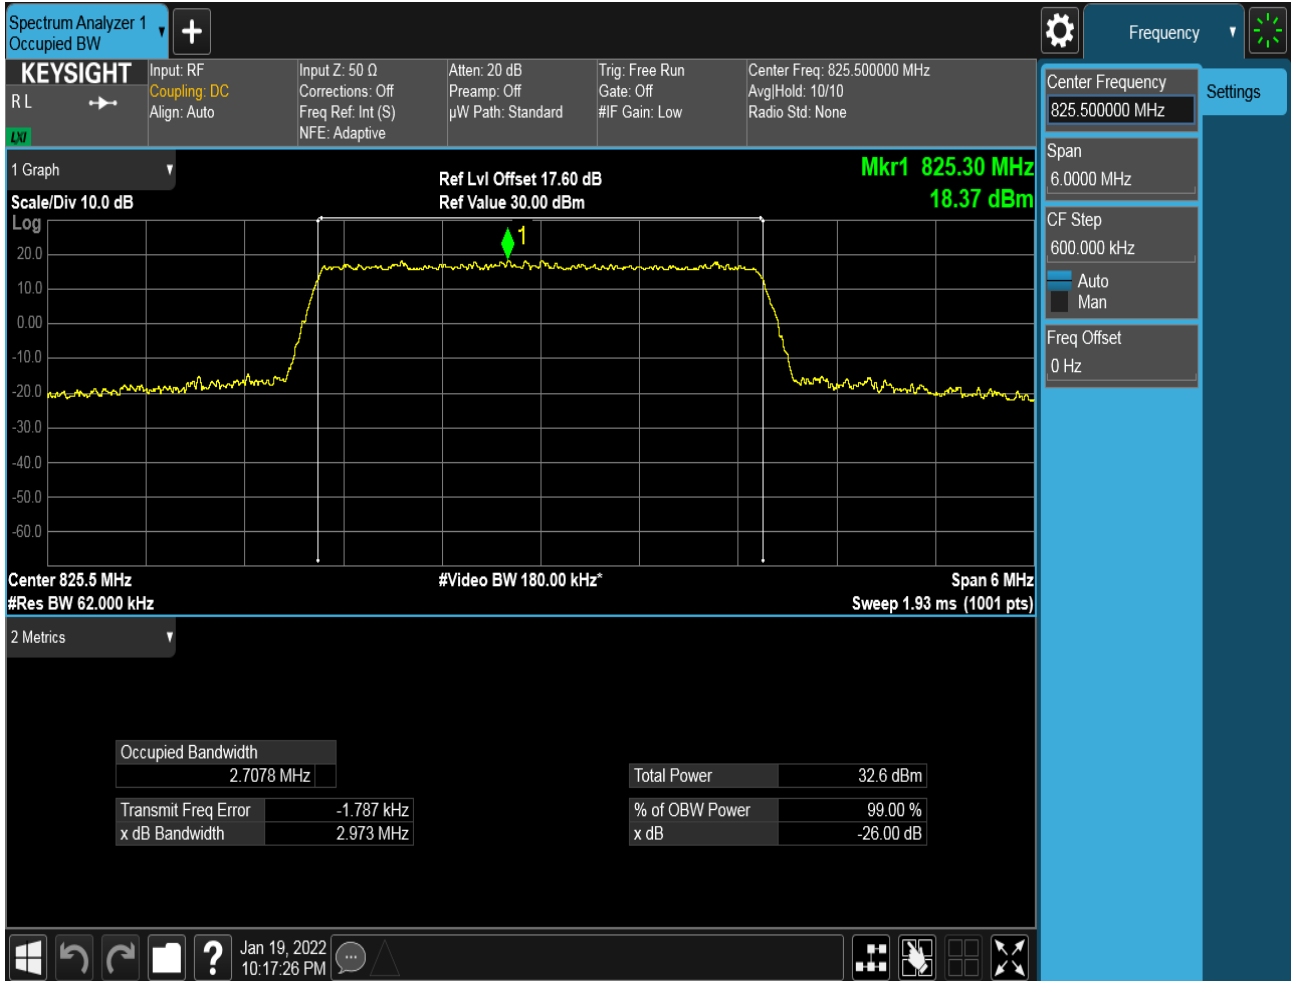 Spectrum Analyzer 1
Occupied BW
Frequency
KEYSIGHT
R L
LXI
Input: RF
Coupling: DC
Align: Auto
Input Z: 50 Ω
Corrections: Off
Freq Ref: Int (S)
NFE: Adaptive
Atten: 20 dB
Preamp: Off
µW Path: Standard
Trig: Free Run
Gate: Off
#IF Gain: Low
Center Freq: 825.500000 MHz
Avg|Hold: 10/10
Radio Std: None
Center Frequency
825.500000 MHz
Settings
Span
6.0000 MHz
CF Step
600.000 kHz
Auto
Man
Freq Offset
0 Hz
1 Graph
Scale/Div 10.0 dB
Ref Lvl Offset 17.60 dB
Ref Value 30.00 dBm
Mkr1 825.30 MHz
18.37 dBm
Log
1
20.0
10.0
0.00
-10.0
-20.0
-30.0
-40.0
-50.0
-60.0
Center 825.5 MHz
#Video BW 180.00 kHz*
Span 6 MHz
#Res BW 62.000 kHz
Sweep 1.93 ms (1001 pts)
2 Metrics
Occupied Bandwidth
2.7078 MHz
Total Power 32.6 dBm
Transmit Freq Error -1.787 kHz
% of OBW Power 99.00 %
x dB Bandwidth 2.973 MHz
x dB -26.00 dB
?
Jan 19, 2022
10:17:26 PM